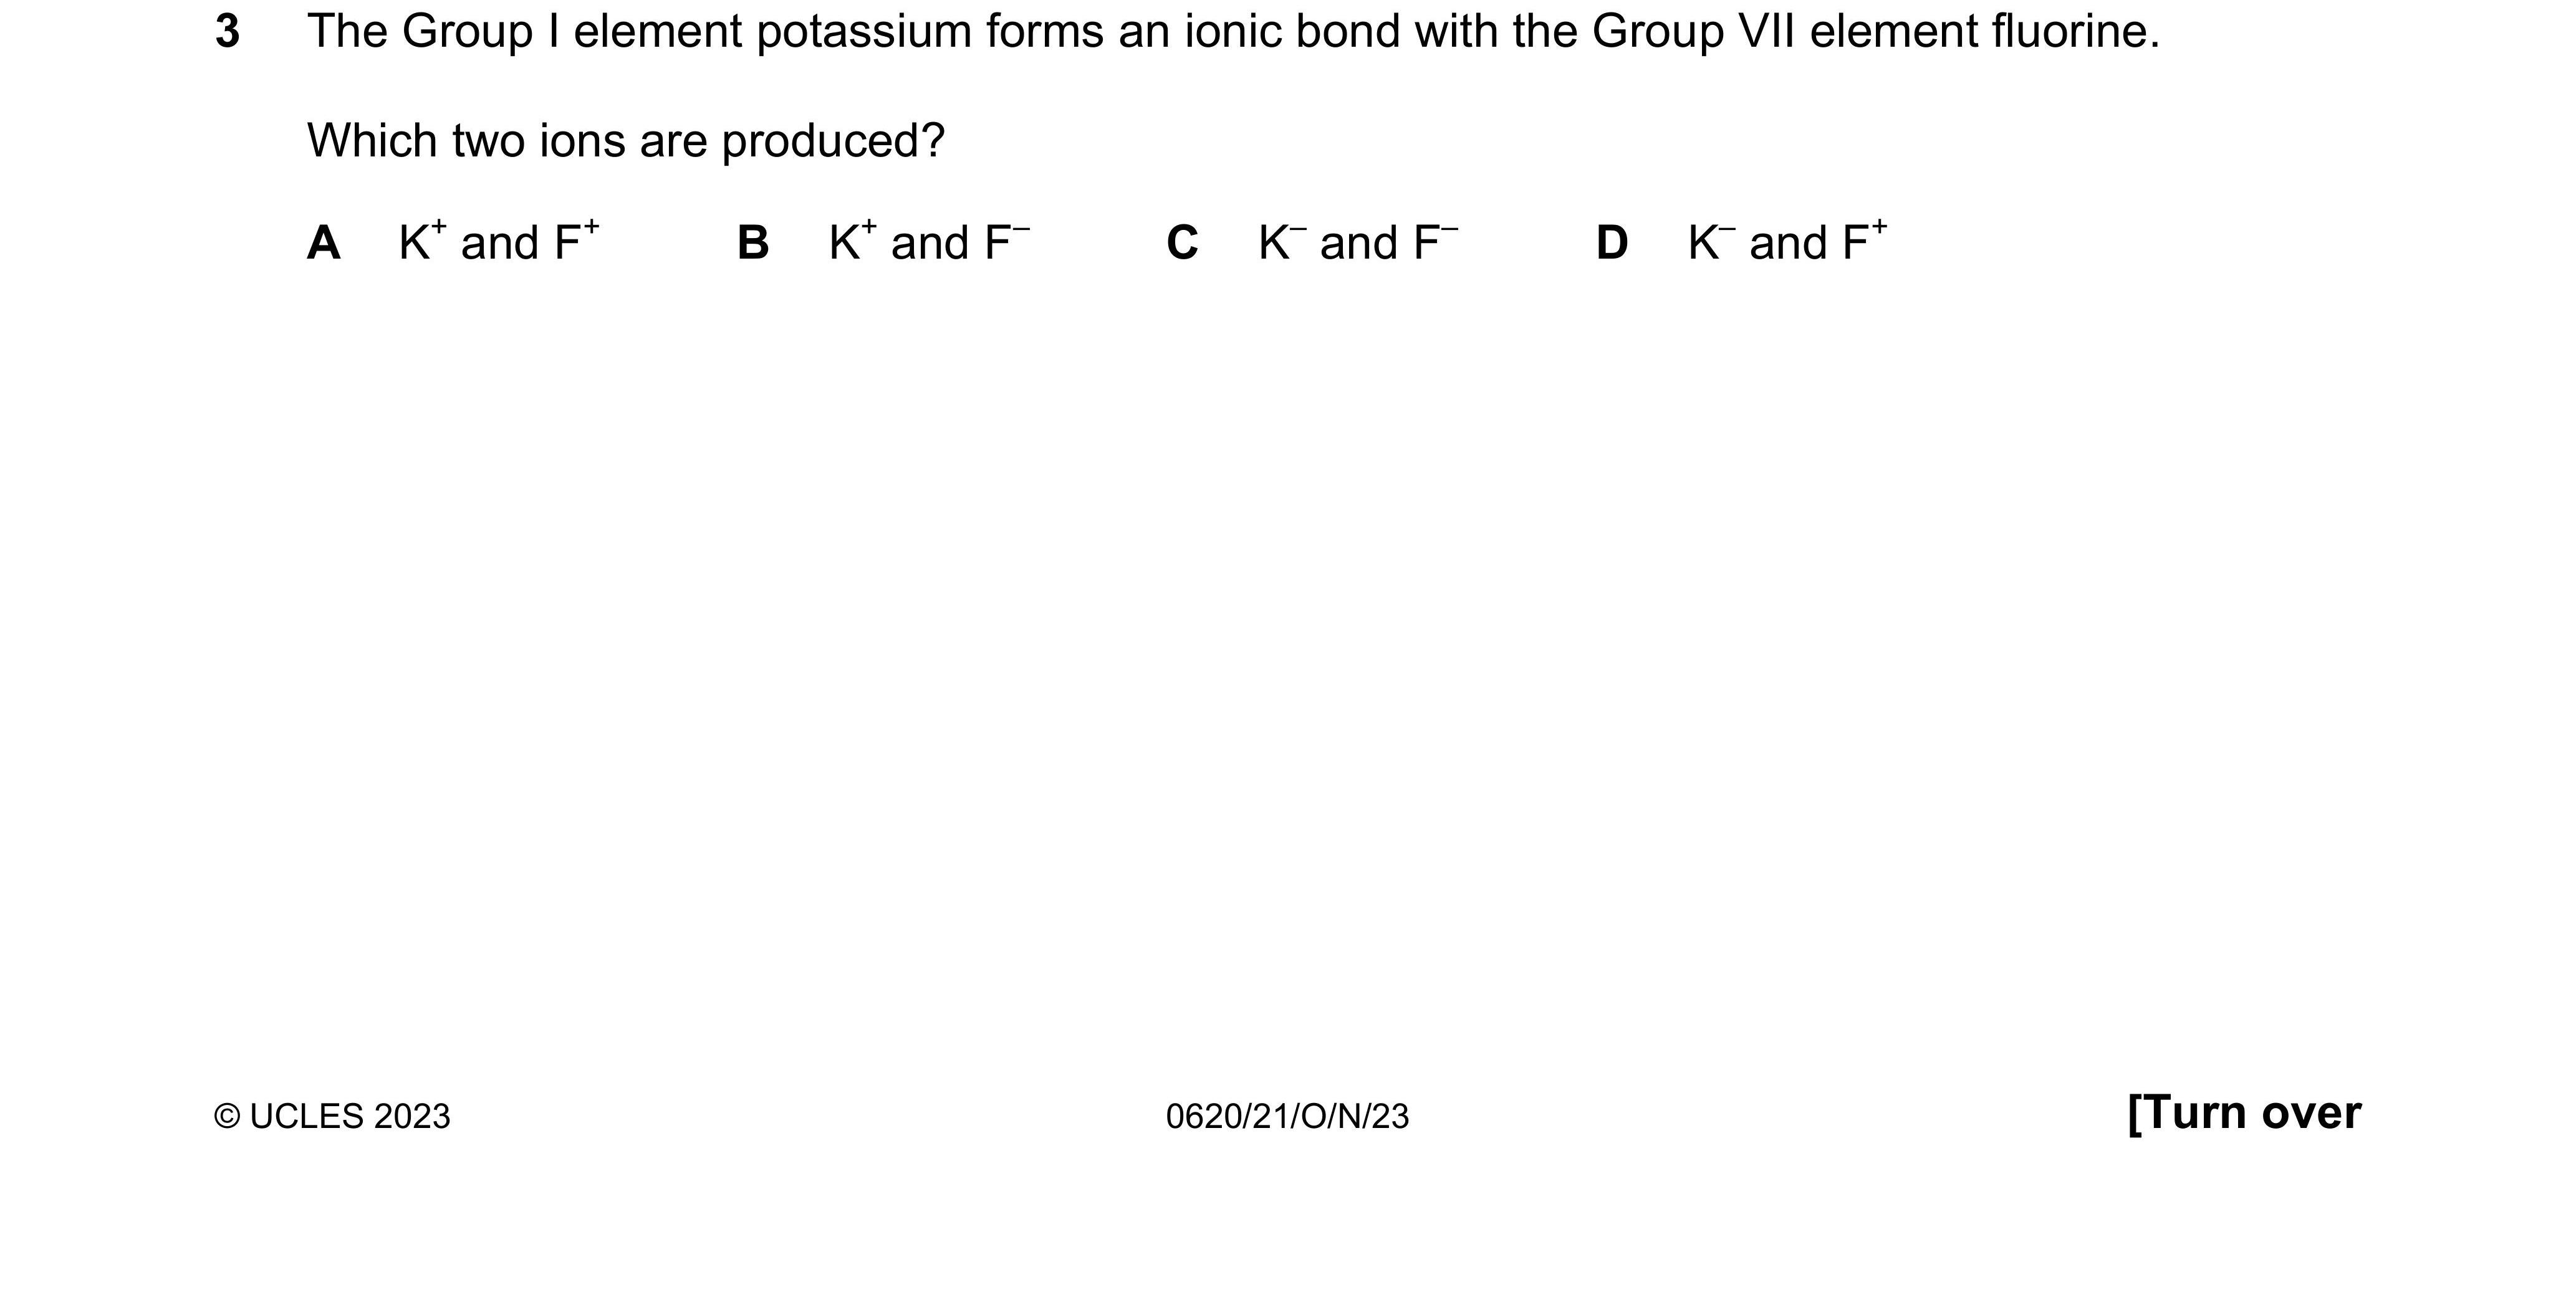 3 The Group I element potassium forms an ionic bond with the Group VII element fluorine.
Which two ions are produced?
A K⁺ and F⁺ B K⁺ and F⁻ C K⁻ and F⁻ D K⁻ and F⁺
© UCLES 2023 0620/21/O/N/23 [Turn over